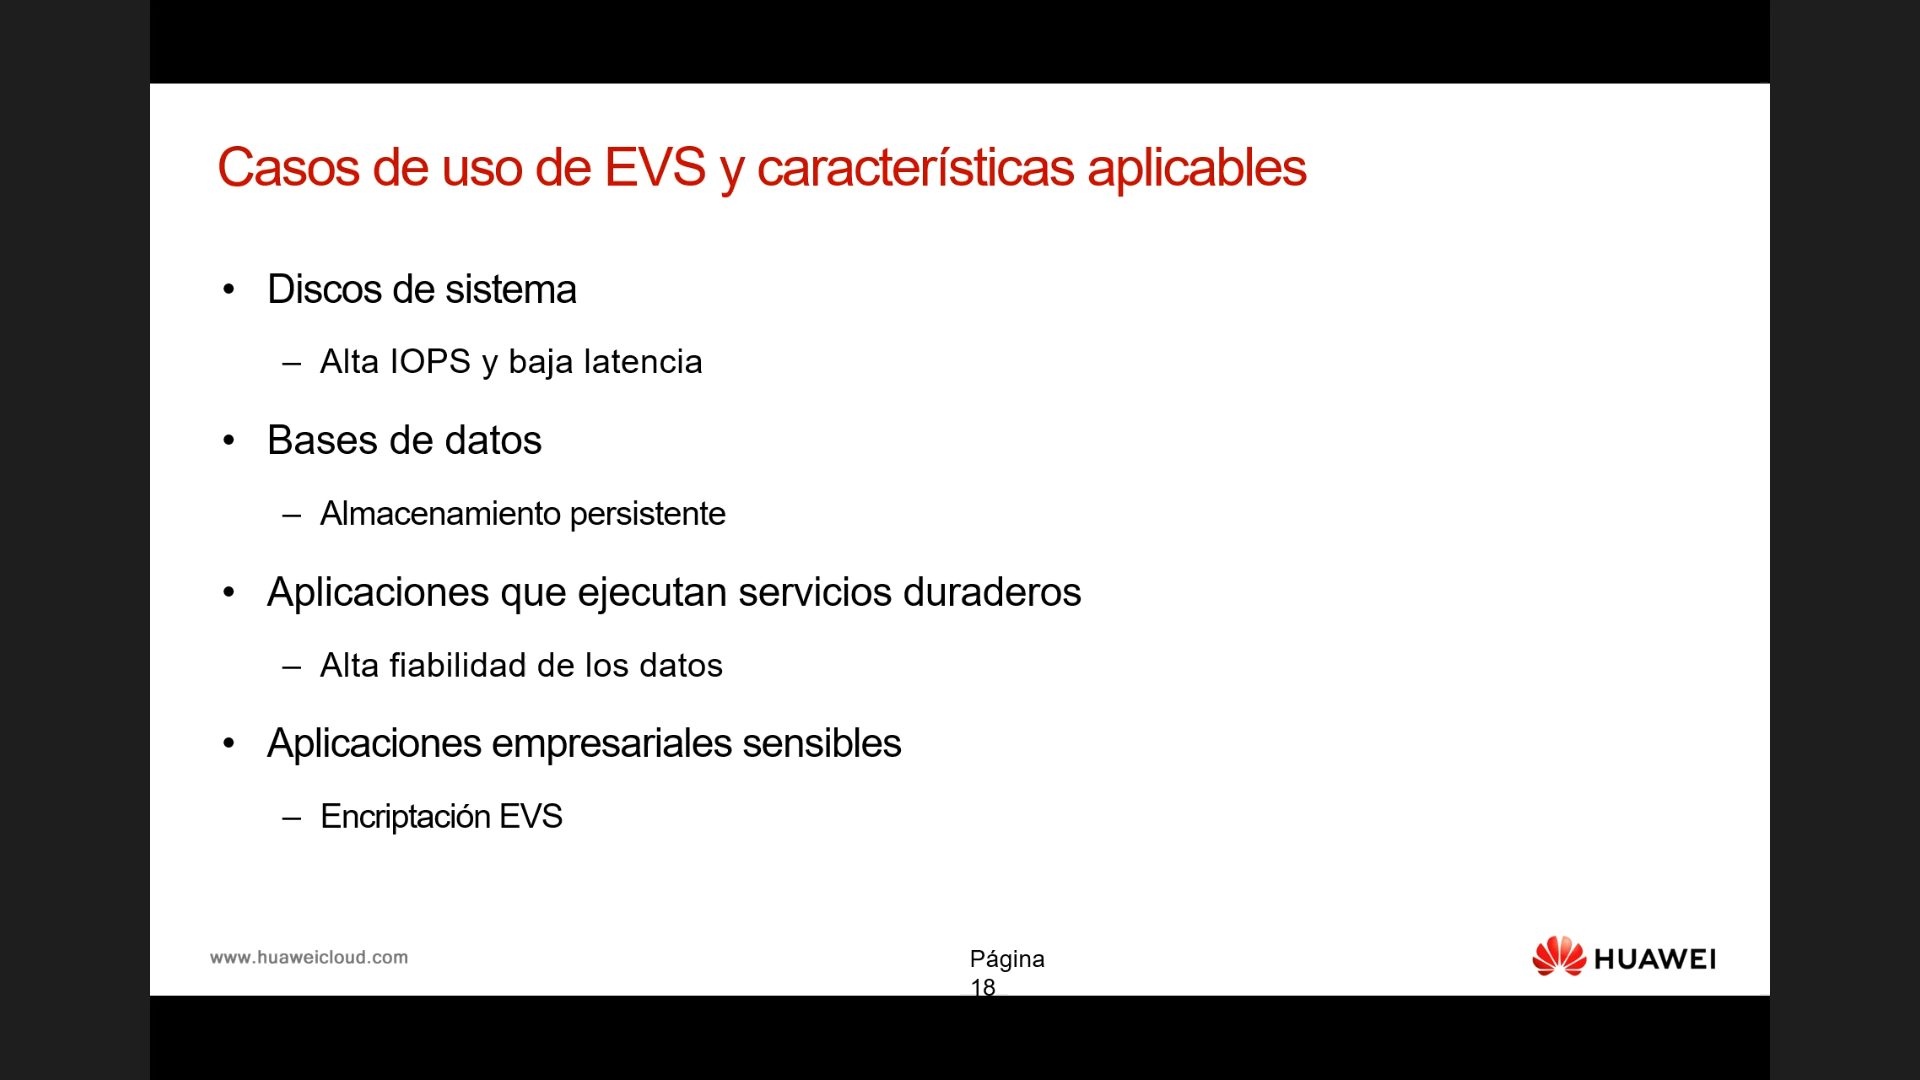 Casos de uso de EVS y características aplicables
• Discos de sistema
– Alta IOPS y baja latencia
• Bases de datos
– Almacenamiento persistente
• Aplicaciones que ejecutan servicios duraderos
– Alta fiabilidad de los datos
• Aplicaciones empresariales sensibles
– Encriptación EVS
www.huaweicloud.com
Página
18
HUAWEI